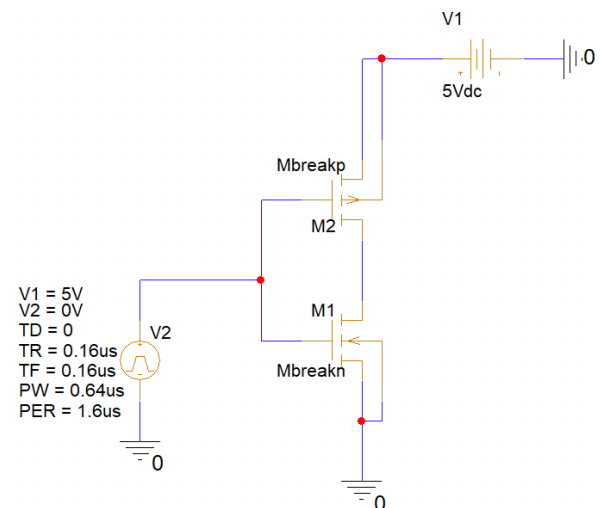 V1
0
5Vdc
Mbreakp
M2
M1
Mbreakn
V1 = 5V
V2 = 0V
TD = 0
TR = 0.16us
TF = 0.16us
PW = 0.64us
PER = 1.6us
V2
0
0